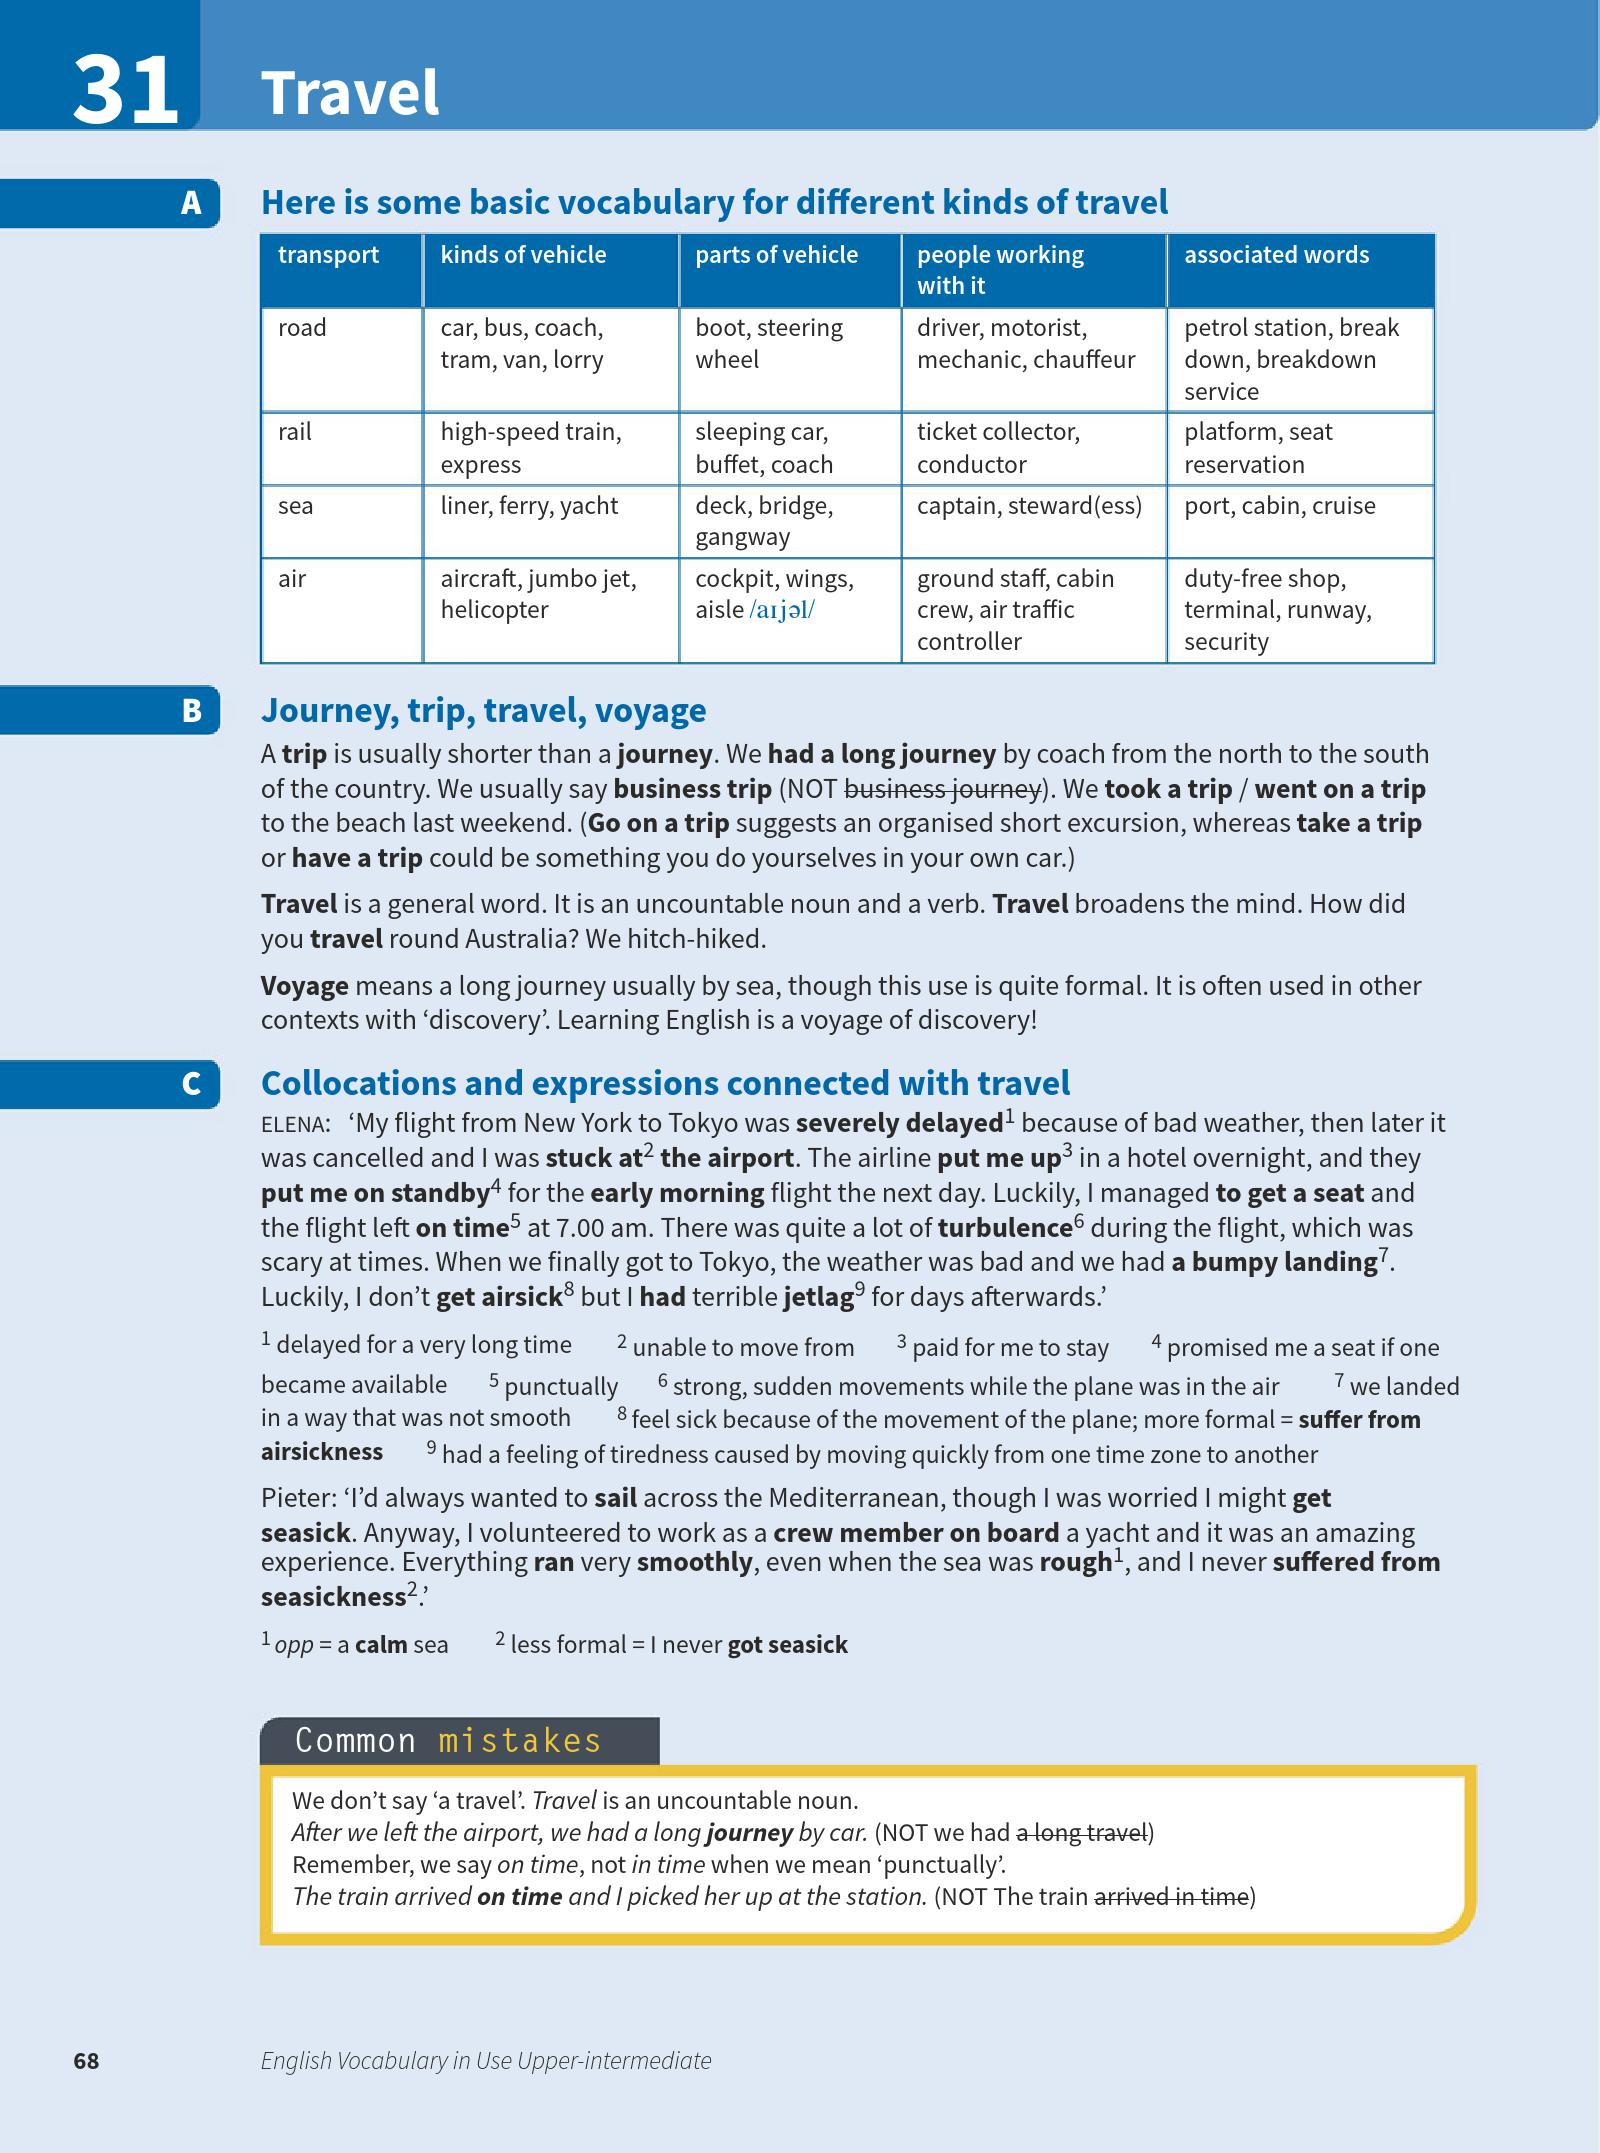 31
Travel
A
Here is some basic vocabulary for different kinds of travel
transport kinds of vehicle parts of vehicle people working with it associated words
road car, bus, coach, tram, van, lorry boot, steering wheel driver, motorist, mechanic, chauffeur petrol station, break down, breakdown service
rail high-speed train, express sleeping car, buffet, coach ticket collector, conductor platform, seat reservation
sea liner, ferry, yacht deck, bridge, gangway captain, steward(ess) port, cabin, cruise
air aircraft, jumbo jet, helicopter cockpit, wings, aisle /aɪjəl/ ground staff, cabin crew, air traffic controller duty-free shop, terminal, runway, security
B
Journey, trip, travel, voyage
A trip is usually shorter than a journey. We had a long journey by coach from the north to the south
of the country. We usually say business trip (NOT business journey). We took a trip / went on a trip
to the beach last weekend. (Go on a trip suggests an organised short excursion, whereas take a trip
or have a trip could be something you do yourselves in your own car.)
Travel is a general word. It is an uncountable noun and a verb. Travel broadens the mind. How did
you travel round Australia? We hitch-hiked.
Voyage means a long journey usually by sea, though this use is quite formal. It is often used in other
contexts with ‘discovery’. Learning English is a voyage of discovery!
C
Collocations and expressions connected with travel
ELENA: ‘My flight from New York to Tokyo was severely delayed1 because of bad weather, then later it
was cancelled and I was stuck at2 the airport. The airline put me up3 in a hotel overnight, and they
put me on standby4 for the early morning flight the next day. Luckily, I managed to get a seat and
the flight left on time5 at 7.00 am. There was quite a lot of turbulence6 during the flight, which was
scary at times. When we finally got to Tokyo, the weather was bad and we had a bumpy landing7.
Luckily, I don’t get airsick8 but I had terrible jetlag9 for days afterwards.’
1 delayed for a very long time 2 unable to move from 3 paid for me to stay 4 promised me a seat if one
became available 5 punctually 6 strong, sudden movements while the plane was in the air 7 we landed
in a way that was not smooth 8 feel sick because of the movement of the plane; more formal = suffer from
airsickness 9 had a feeling of tiredness caused by moving quickly from one time zone to another
Pieter: ‘I’d always wanted to sail across the Mediterranean, though I was worried I might get
seasick. Anyway, I volunteered to work as a crew member on board a yacht and it was an amazing
experience. Everything ran very smoothly, even when the sea was rough1, and I never suffered from
seasickness2.’
1 opp = a calm sea 2 less formal = I never got seasick
Common mistakes
We don’t say ‘a travel’. Travel is an uncountable noun.
After we left the airport, we had a long journey by car. (NOT we had a long travel)
Remember, we say on time, not in time when we mean ‘punctually’.
The train arrived on time and I picked her up at the station. (NOT The train arrived in time)
68
English Vocabulary in Use Upper-intermediate